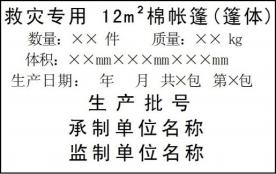 救灾专用 12m²棉帐篷(篷体)
数量:×× 件 质量:×× kg
体积:××mm×××mm×××mm
生产日期: 年 月 共×包 第×包
生产批号
承制单位名称
监制单位名称